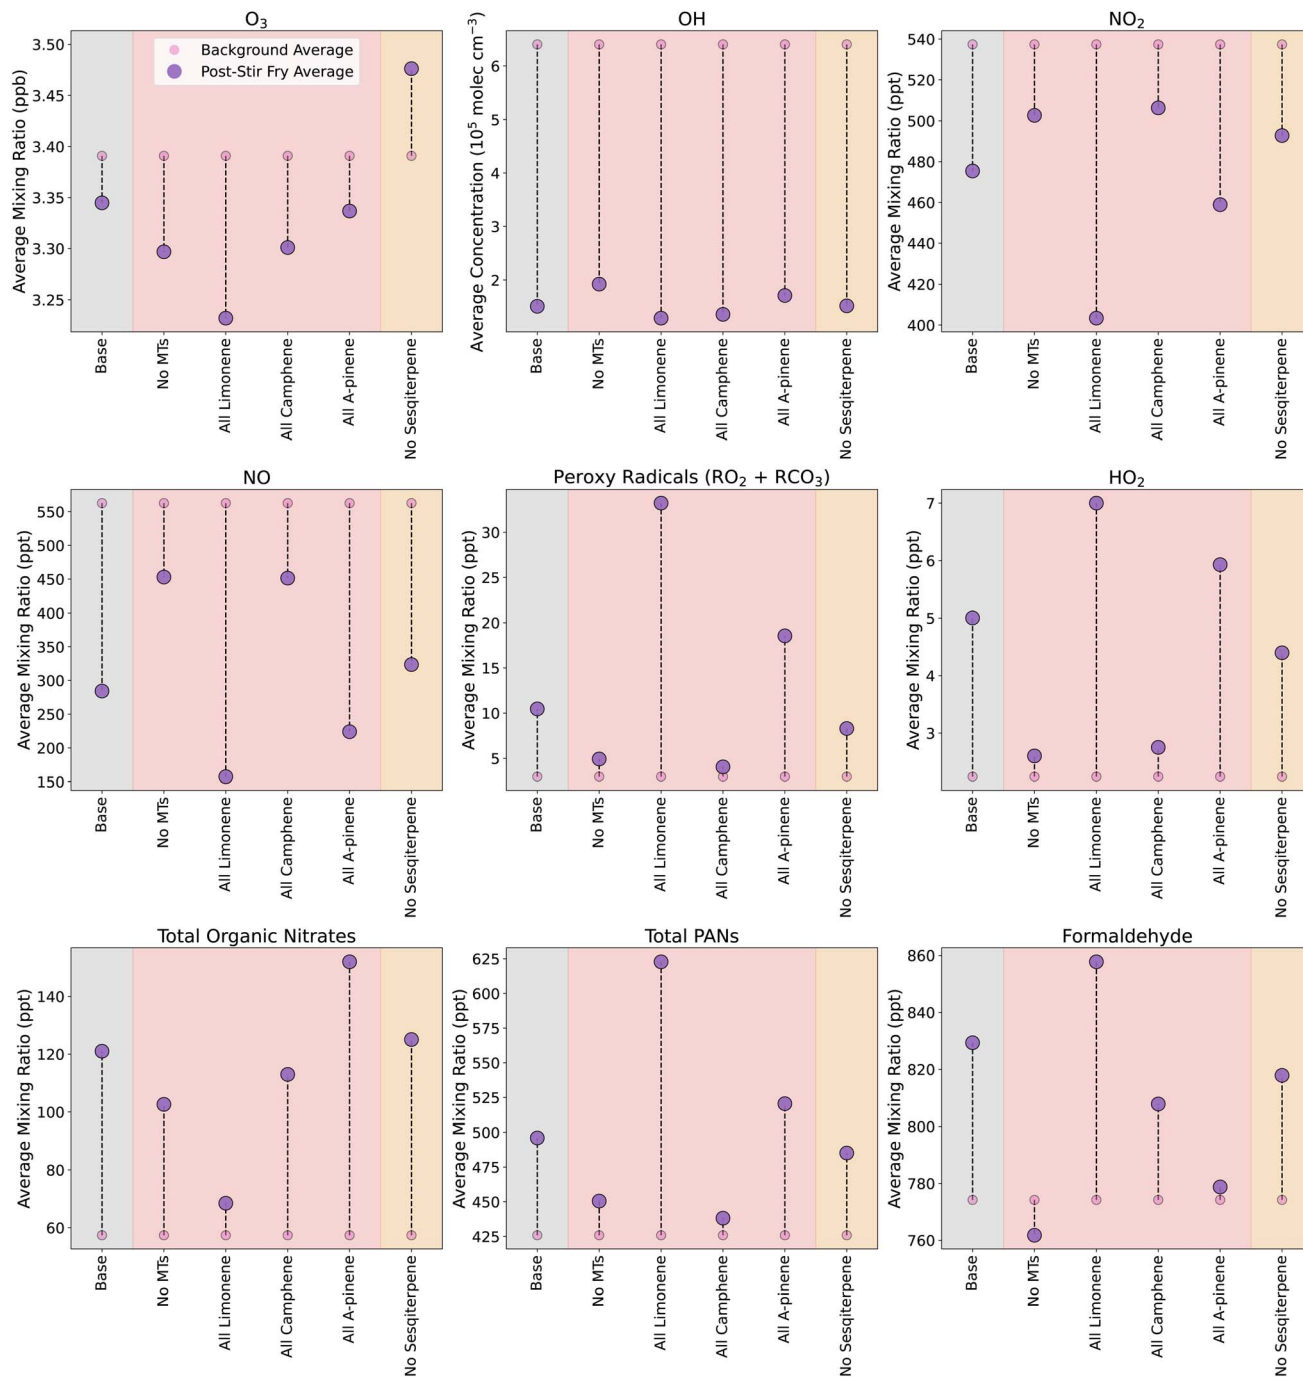 O₃
Average Mixing Ratio (ppb)
3.50
3.45
3.40
3.35
3.30
3.25
Background Average
Post-Stir Fry Average
Base
No MTs
All Limonene
All Camphene
All A-pinene
No Sesqiterpene
OH
Average Concentration (10⁵ molec cm⁻³)
6
5
4
3
2
Base
No MTs
All Limonene
All Camphene
All A-pinene
No Sesqiterpene
NO₂
Average Mixing Ratio (ppt)
540
520
500
480
460
440
420
400
Base
No MTs
All Limonene
All Camphene
All A-pinene
No Sesqiterpene
NO
Average Mixing Ratio (ppt)
550
500
450
400
350
300
250
200
150
Base
No MTs
All Limonene
All Camphene
All A-pinene
No Sesqiterpene
Peroxy Radicals (RO₂ + RCO₃)
Average Mixing Ratio (ppt)
30
25
20
15
10
5
Base
No MTs
All Limonene
All Camphene
All A-pinene
No Sesqiterpene
HO₂
Average Mixing Ratio (ppt)
7
6
5
4
3
Base
No MTs
All Limonene
All Camphene
All A-pinene
No Sesqiterpene
Total Organic Nitrates
Average Mixing Ratio (ppt)
140
120
100
80
60
Base
No MTs
All Limonene
All Camphene
All A-pinene
No Sesqiterpene
Total PANs
Average Mixing Ratio (ppt)
625
600
575
550
525
500
475
450
425
Base
No MTs
All Limonene
All Camphene
All A-pinene
No Sesqiterpene
Formaldehyde
Average Mixing Ratio (ppt)
860
840
820
800
780
760
Base
No MTs
All Limonene
All Camphene
All A-pinene
No Sesqiterpene